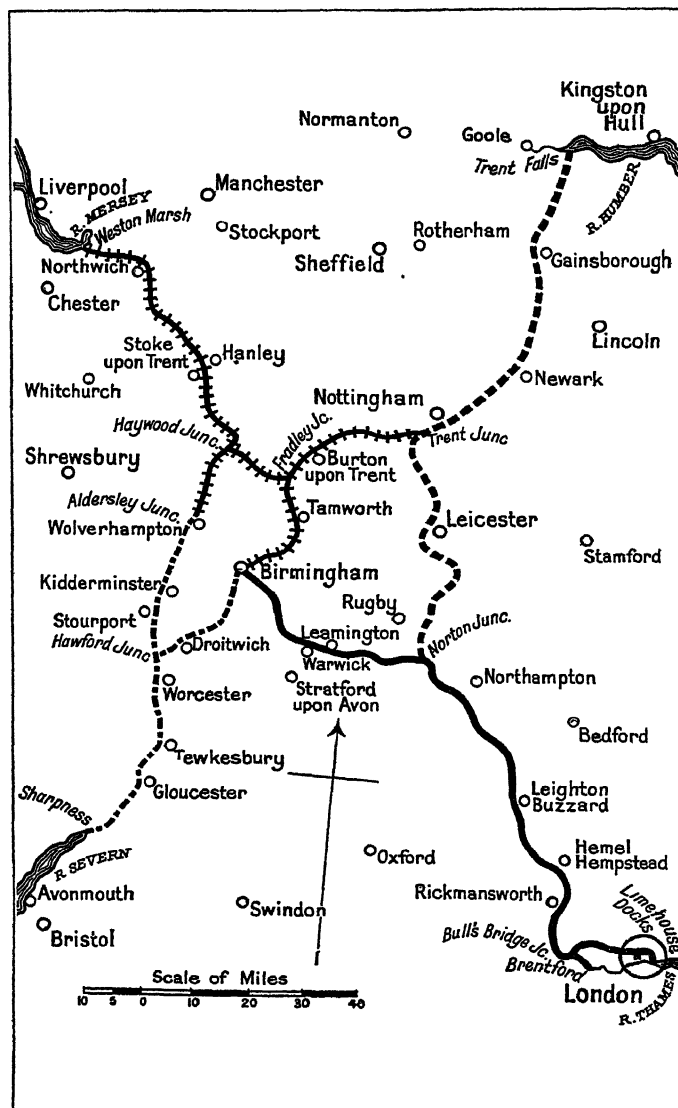 Kingston
upon
Hull
Normanton
Goole
Trent Falls
R. HUMBER
Liverpool
R. MERSEY
Weston Marsh
Manchester
Stockport
Rotherham
Sheffield
Gainsborough
Northwich
Chester
Lincoln
Stoke
upon Trent
Hanley
Whitchurch
Newark
Nottingham
Haywood Junc.
Fradley Jc.
Trent Junc
Shrewsbury
Burton
upon Trent
Aldersley Junc.
Tamworth
Wolverhampton
Leicester
Stamford
Birmingham
Kidderminster
Stourport
Rugby
Hawford Junc
Droitwich
Leamington
Warwick
Norton Junc.
Worcester
Stratford
upon Avon
Northampton
Bedford
Tewkesbury
Gloucester
Sharpness
Leighton
Buzzard
R SEVERN
Oxford
Hemel
Hempstead
Avonmouth
Swindon
Rickmansworth
Limehouse
Docks
Bristol
Bull's Bridge Jc.
Brentford
London
R. THAMES
Scale of Miles
10 5 0 10 20 30 40